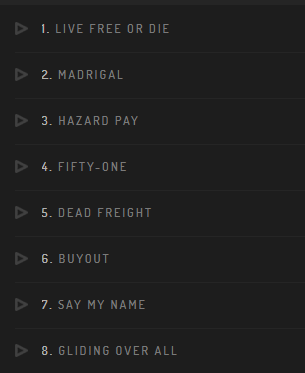 1. LIVE FREE OR DIE
2. MADRIGAL
3. HAZARD PAY
4. FIFTY-ONE
5. DEAD FREIGHT
6. BUYOUT
7. SAY MY NAME
8. GLIDING OVER ALL